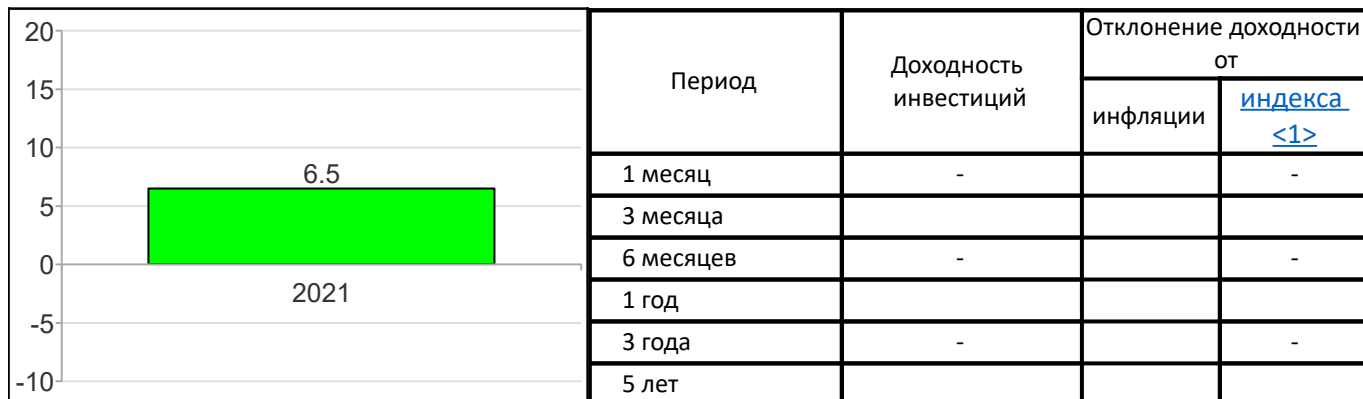 20
15
10
5
0
-5
-10
6.5
2021
Период
Доходность
инвестиций
Отклонение доходности
от
инфляции
индекса
<1>
1 месяц - -
3 месяца
6 месяцев - -
1 год
3 года - -
5 лет